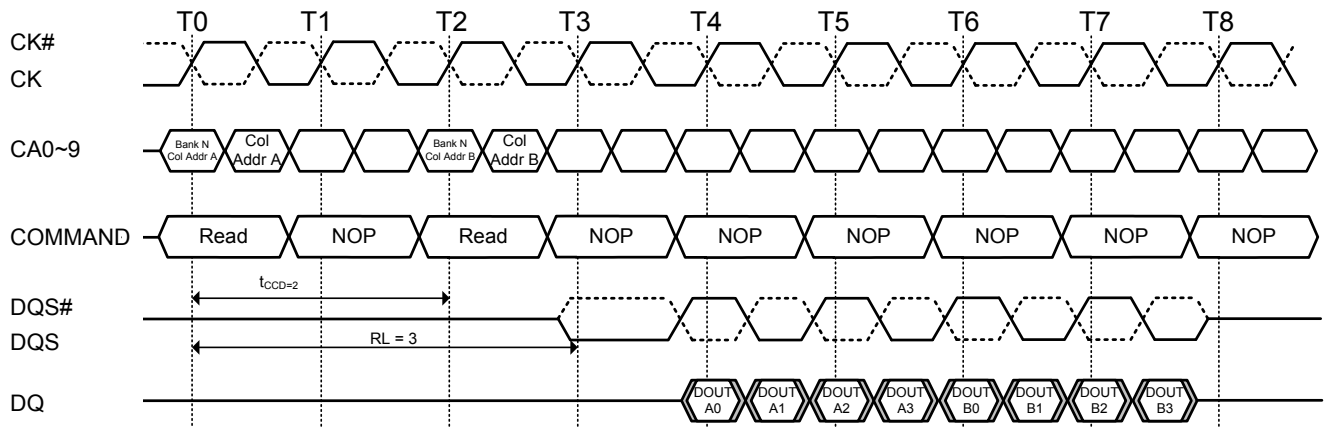 T0 T1 T2 T3 T4 T5 T6 T7 T8
CK#
CK
CA0~9
Bank N
Col Addr A
Col
Addr A
Bank N
Col Addr B
Col
Addr B
COMMAND
Read NOP Read NOP NOP NOP NOP NOP NOP
tCCD=2
DQS#
DQS
RL = 3
DQ
DOUT
A0
DOUT
A1
DOUT
A2
DOUT
A3
DOUT
B0
DOUT
B1
DOUT
B2
DOUT
B3